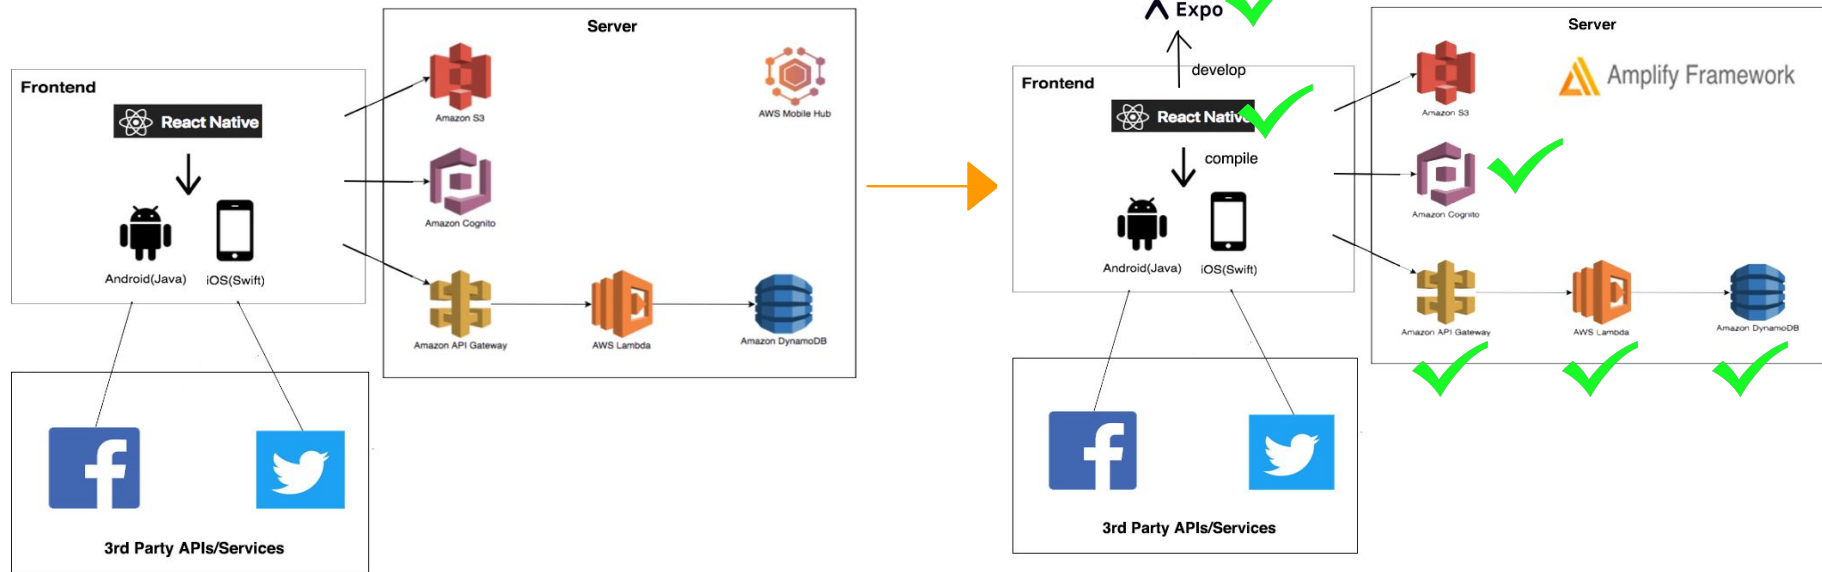 Server
Frontend
React Native
Amazon S3
AWS Mobile Hub
Amazon Cognito
Android(Java)
iOS(Swift)
Amazon API Gateway
AWS Lambda
Amazon DynamoDB
3rd Party APIs/Services
Expo
develop
Server
Frontend
React Native
compile
Amazon S3
Amplify Framework
Amazon Cognito
Android(Java)
iOS(Swift)
Amazon API Gateway
AWS Lambda
Amazon DynamoDB
3rd Party APIs/Services